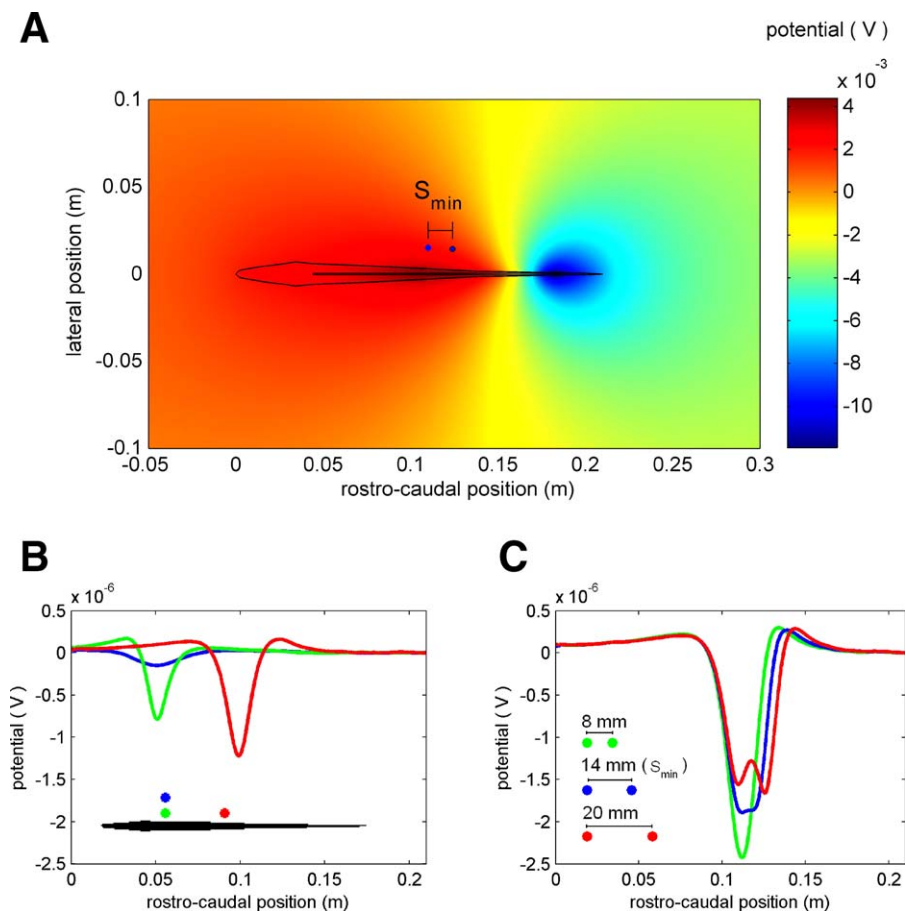 A
potential ( V )
x 10⁻³
4
2
0
-2
-4
-6
-8
-10
0.1
0.05
0
-0.05
-0.1
lateral position (m)
S min
-0.05 0 0.05 0.1 0.15 0.2 0.25 0.3
rostro-caudal position (m)
B
x 10⁻⁶
0.5
0
-0.5
-1
-1.5
-2
-2.5
potential ( V )
0 0.05 0.1 0.15 0.2
rostro-caudal position (m)
C
x 10⁻⁶
0.5
0
-0.5
-1
-1.5
-2
-2.5
potential ( V )
8 mm
14 mm ( S min )
20 mm
0 0.05 0.1 0.15 0.2
rostro-caudal position (m)